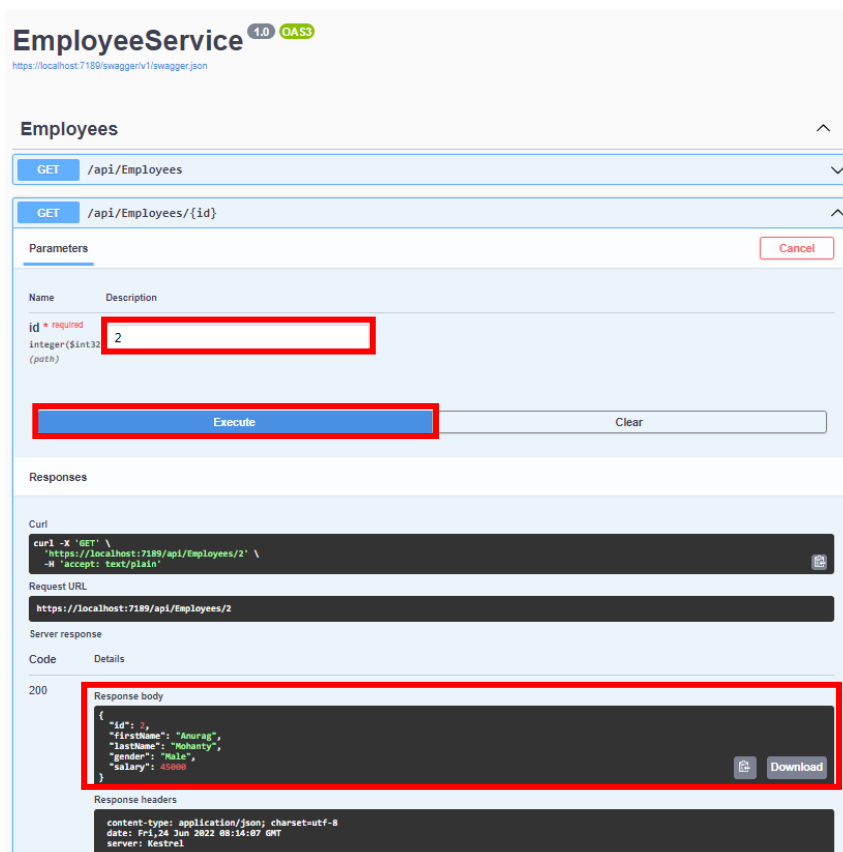 EmployeeService 1.0 OAS3
https://localhost:7189/swagger/v1/swagger.json
Employees
GET /api/Employees
GET /api/Employees/{id}
Parameters Cancel
Name Description
id * required
integer($int32
(path)
2
Execute Clear
Responses
Curl
curl -X 'GET' \
'https://localhost:7189/api/Employees/2' \
-H 'accept: text/plain'
Request URL
https://localhost:7189/api/Employees/2
Server response
Code Details
200
Response body
{
"id": 2,
"firstName": "Anurag",
"lastName": "Mohanty",
"gender": "Male",
"salary": 45000
}
Download
Response headers
content-type: application/json; charset=utf-8
date: Fri,24 Jun 2022 08:14:07 GMT
server: Kestrel